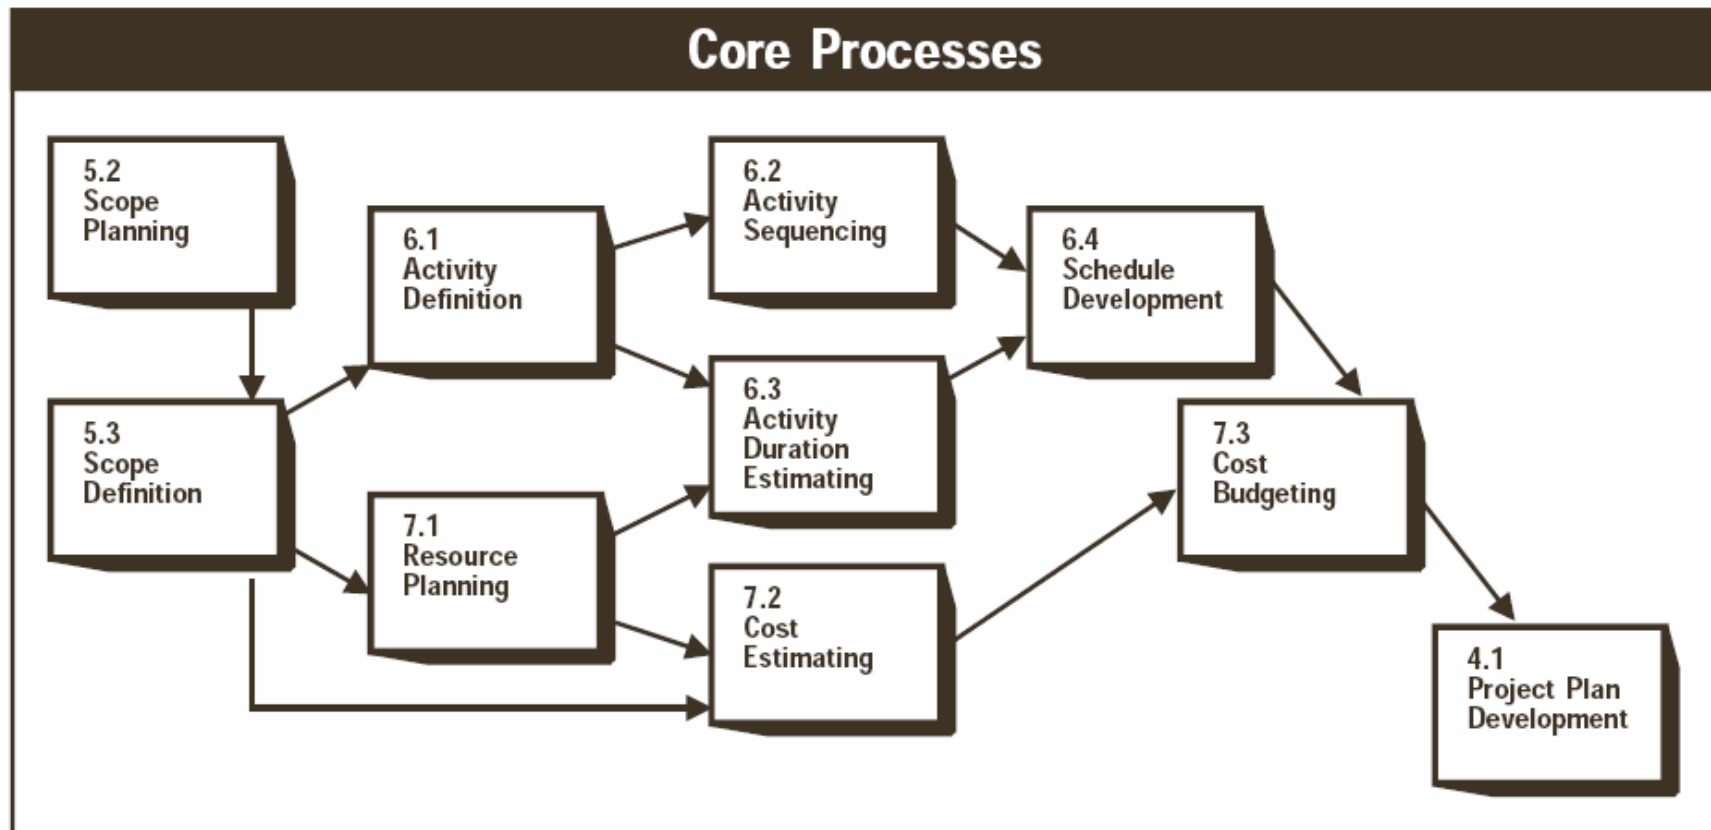 Core Processes
5.2
Scope
Planning
5.3
Scope
Definition
6.1
Activity
Definition
7.1
Resource
Planning
6.2
Activity
Sequencing
6.3
Activity
Duration
Estimating
7.2
Cost
Estimating
6.4
Schedule
Development
7.3
Cost
Budgeting
4.1
Project Plan
Development